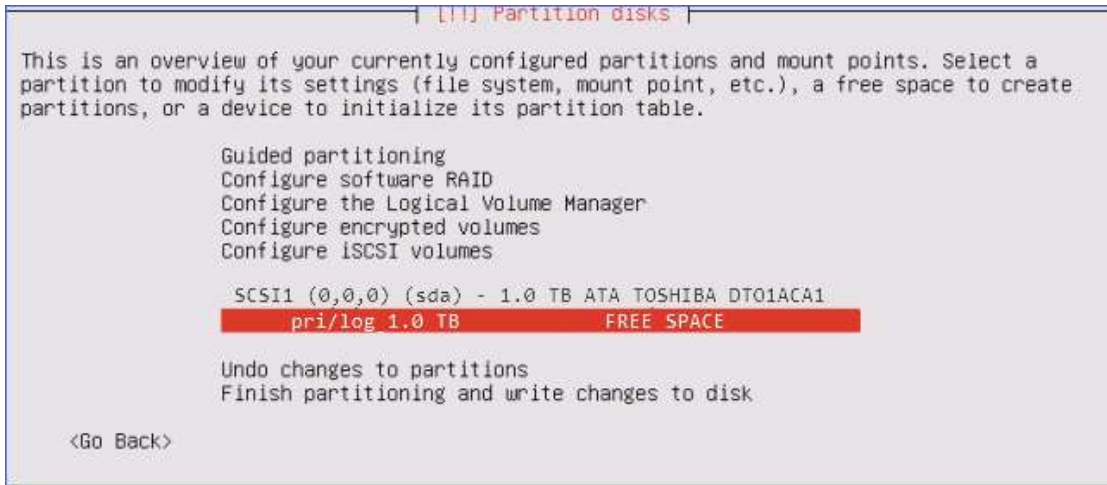 [!!] Partition disks
This is an overview of your currently configured partitions and mount points. Select a
partition to modify its settings (file system, mount point, etc.), a free space to create
partitions, or a device to initialize its partition table.
Guided partitioning
Configure software RAID
Configure the Logical Volume Manager
Configure encrypted volumes
Configure iSCSI volumes
SCSI1 (0,0,0) (sda) - 1.0 TB ATA TOSHIBA DT01ACA1
pri/log 1.0 TB FREE SPACE
Undo changes to partitions
Finish partitioning and write changes to disk
<Go Back>